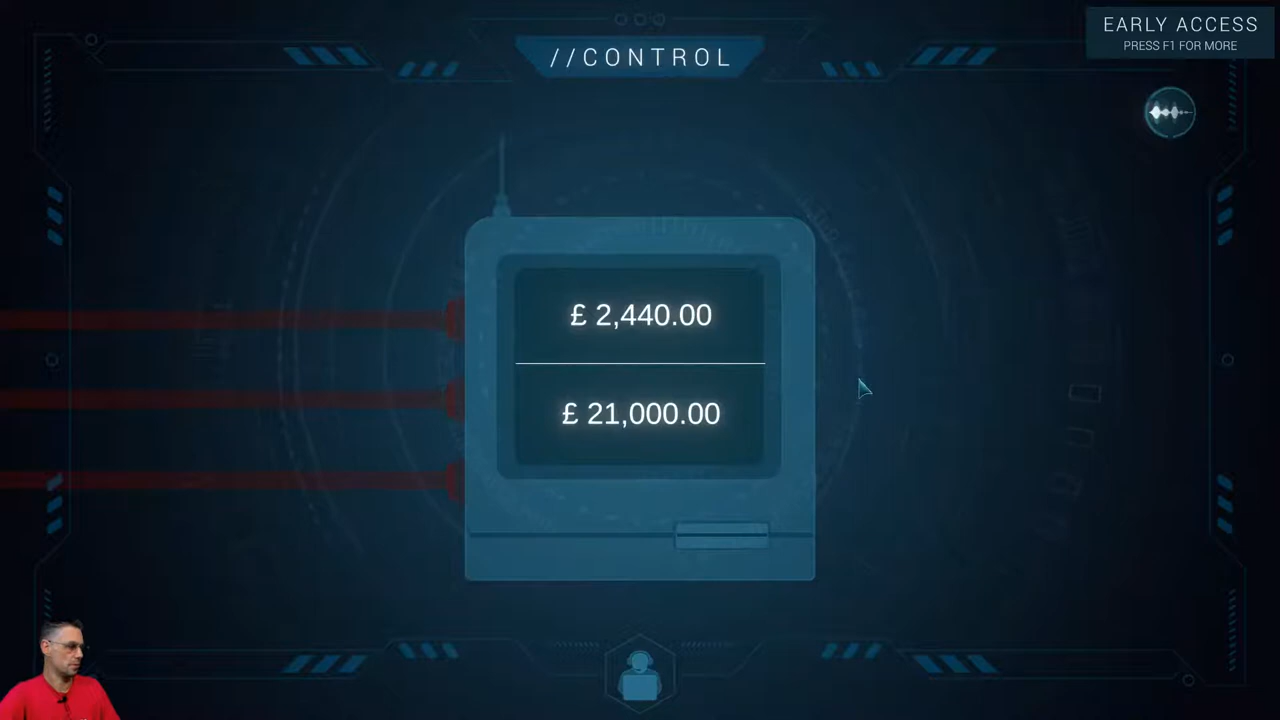 EARLY ACCESS
PRESS F1 FOR MORE
//CONTROL
£ 2,440.00
£ 21,000.00